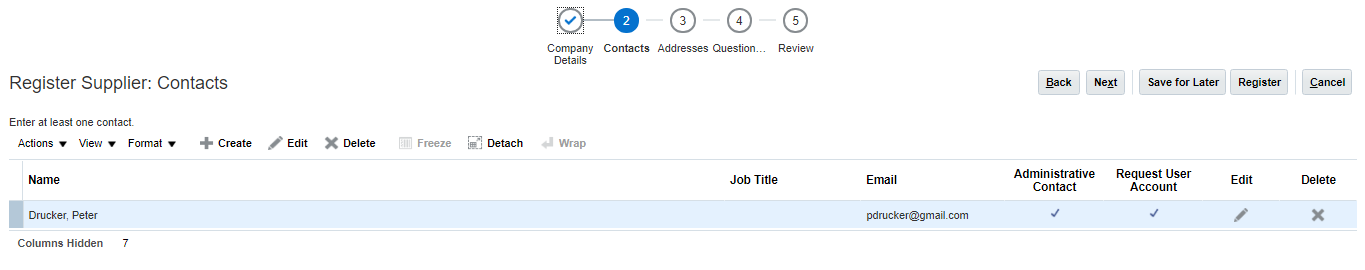 2 3 4 5
Company Details Contacts Addresses Question... Review
Register Supplier: Contacts Back Next Save for Later Register Cancel
Enter at least one contact.
Actions View Format Create Edit Delete Freeze Detach Wrap
Name Job Title Email Administrative Contact Request User Account Edit Delete
Drucker, Peter pdrucker@gmail.com
Columns Hidden 7